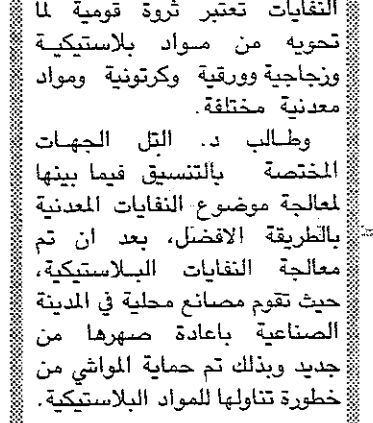 النفايات تعتبر ثروة قومية لما
تحويه من مواد بلاستيكية
وزجاجية وورقية وكرتونية ومواد
معدنية مختلفة.
وطالب د. التل الجهات
المختصة بالتنسيق فيما بينها
لمعالجة موضوع النفايات المعدنية
بالطريقة الافضل، بعد ان تم
معالجة النفايات البلاستيكية،
حيث تقوم مصانع محلية في المدينة
الصناعية باعادة صهرها من
جديد وبذلك تم حماية المواشي من
خطورة تناولها للمواد البلاستيكية.